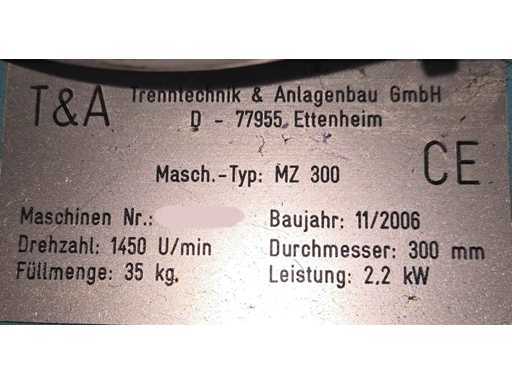 T&A Trenntechnik & Anlagenbau GmbH
D - 77955 Ettenheim
CE
Masch.-Typ: MZ 300
Maschinen Nr.: Baujahr: 11/2006
Drehzahl: 1450 U/min Durchmesser: 300 mm
Füllmenge: 35 kg. Leistung: 2,2 kW